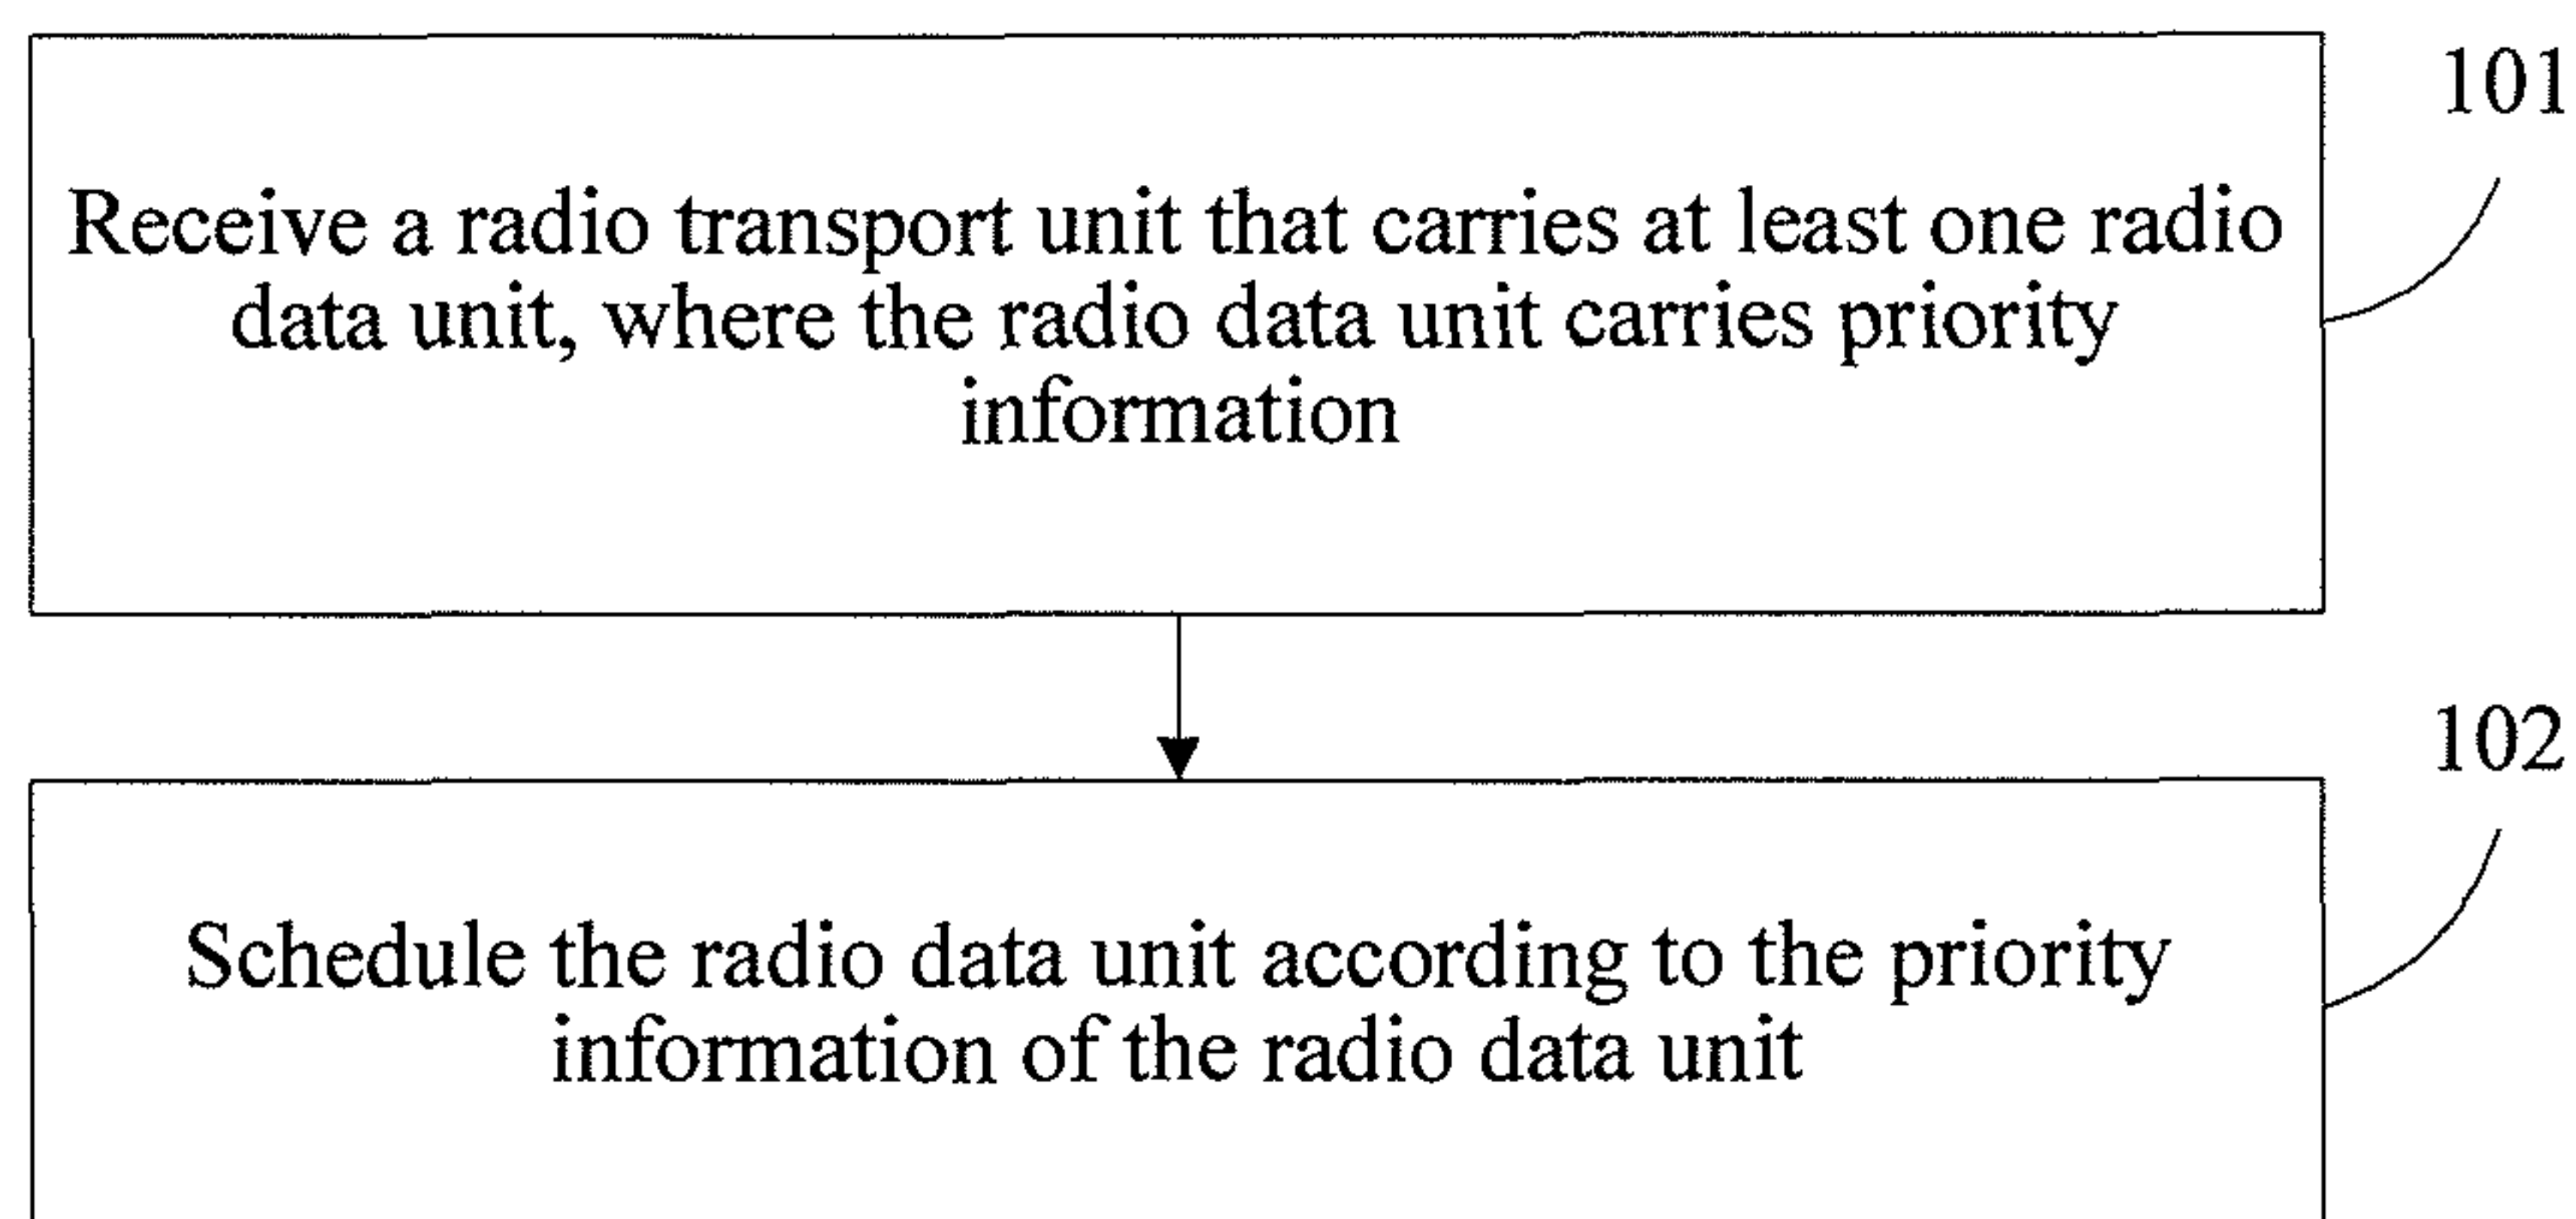 101
Receive a radio transport unit that carries at least one radio
data unit, where the radio data unit carries priority
information
102
Schedule the radio data unit according to the priority
information of the radio data unit